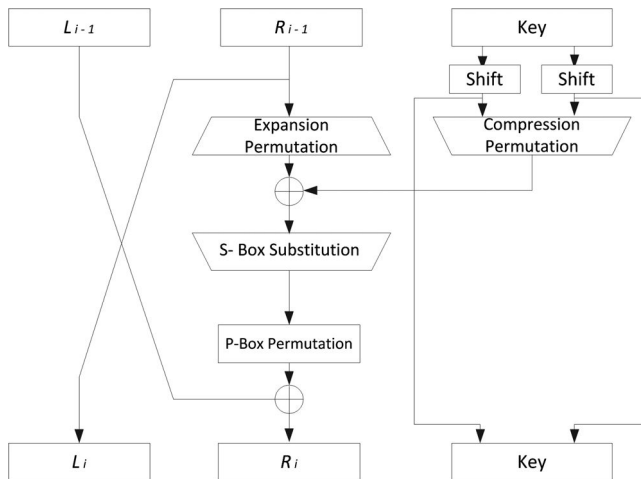 L i - 1
R i - 1
Key
Shift
Shift
Expansion
Permutation
Compression
Permutation
S- Box Substitution
P-Box Permutation
L i
R i
Key